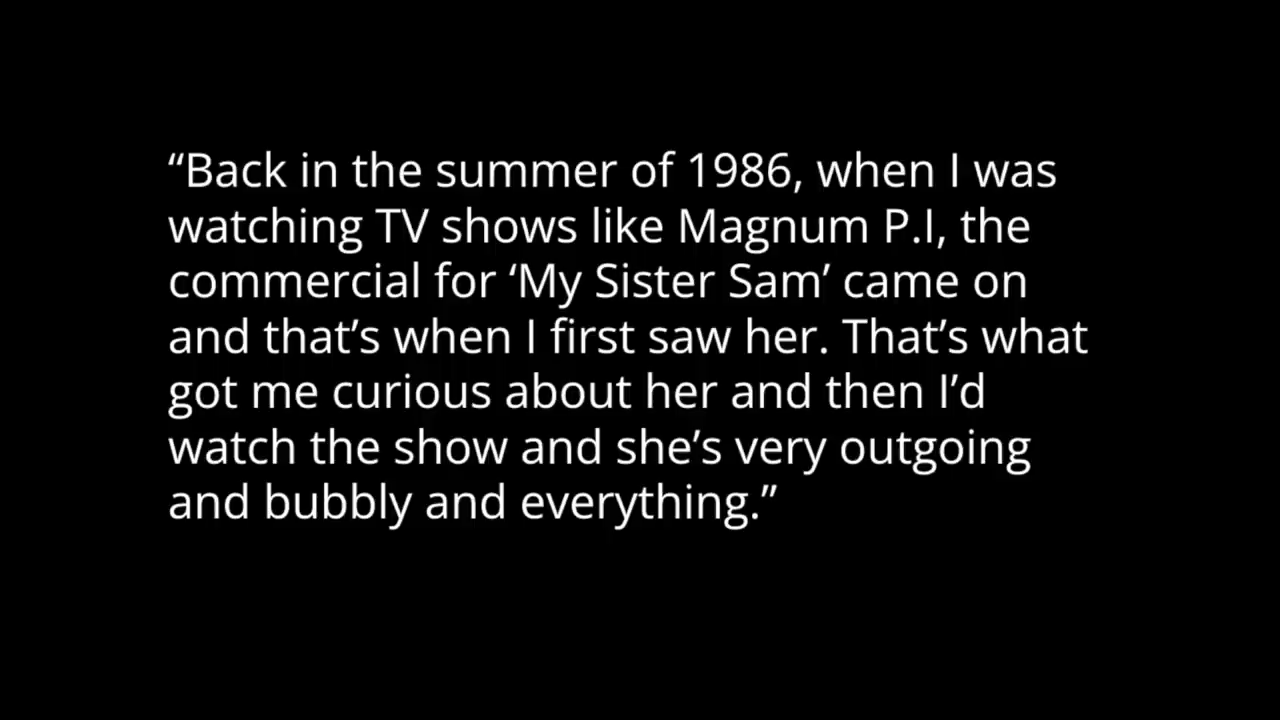 “Back in the summer of 1986, when I was
watching TV shows like Magnum P.I, the
commercial for ‘My Sister Sam’ came on
and that’s when I first saw her. That’s what
got me curious about her and then I’d
watch the show and she’s very outgoing
and bubbly and everything.”